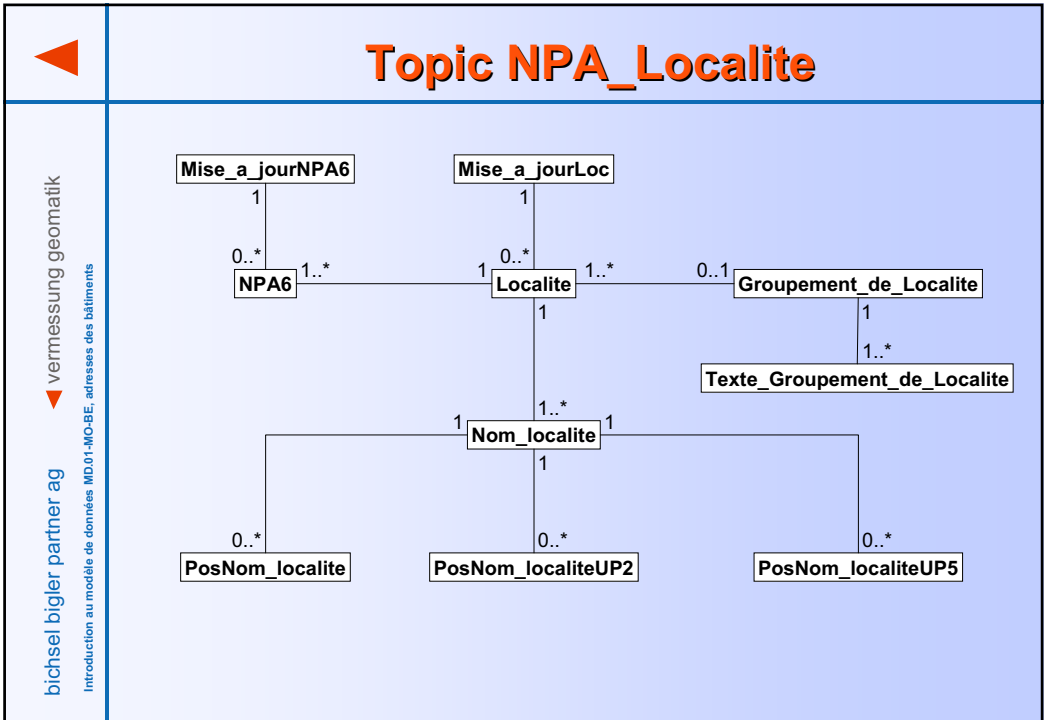 Topic NPA_Localite
Mise_a_jourNPA6
Mise_a_jourLoc
1
1
0..*
0..*
NPA6
1..*
1
Localite
1..*
0..1
Groupement_de_Localite
1
1
1..*
Texte_Groupement_de_Localite
1..*
1
Nom_localite
1
1
0..*
0..*
0..*
PosNom_localite
PosNom_localiteUP2
PosNom_localiteUP5
bichsel bigler partner ag
vermessung geomatik
Introduction au modèle de données MD.01-MO-BE, adresses des bâtiments